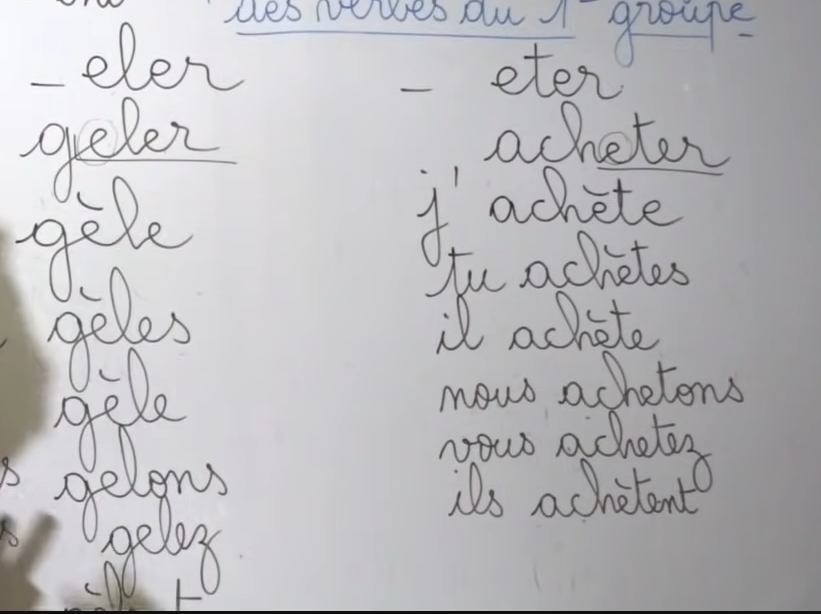 des verbes du 1er groupe
- eler
geler
gèle
gèles
gèle
gelons
gelez
- eter
acheter
j' achète
tu achètes
il achète
nous achetons
vous achetez
ils achètent